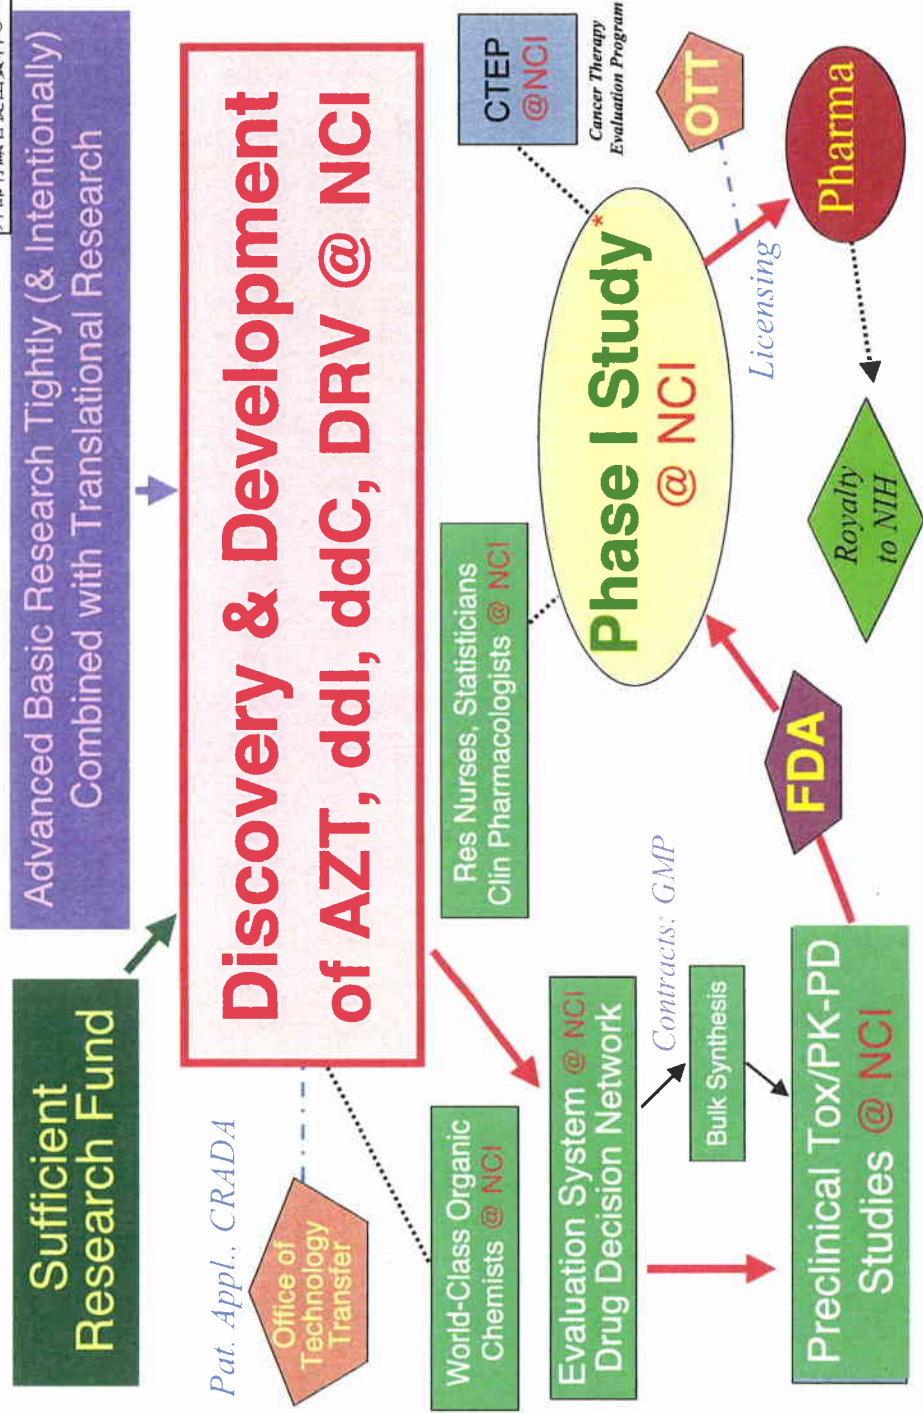 Sufficient
Research Fund
Advanced Basic Research Tightly (& Intentionally)
Combined with Translational Research
Pat. Appl., CRADA
Office of
Technology
Transfer
Discovery & Development
of AZT, ddI, ddC, DRV @ NCI
World-Class Organic
Chemists @ NCI
Res Nurses, Statisticians
Clin Pharmacologists @ NCI
CTEP
@NCI
Cancer Therapy
Evaluation Program
Evaluation System @ NCI
Drug Decision Network
Contracts: GMP
Bulk Synthesis
Phase I Study*
@ NCI
OTT
Licensing
Preclinical Tox/PK-PD
Studies @ NCI
FDA
Royalty
to NIH
Pharma